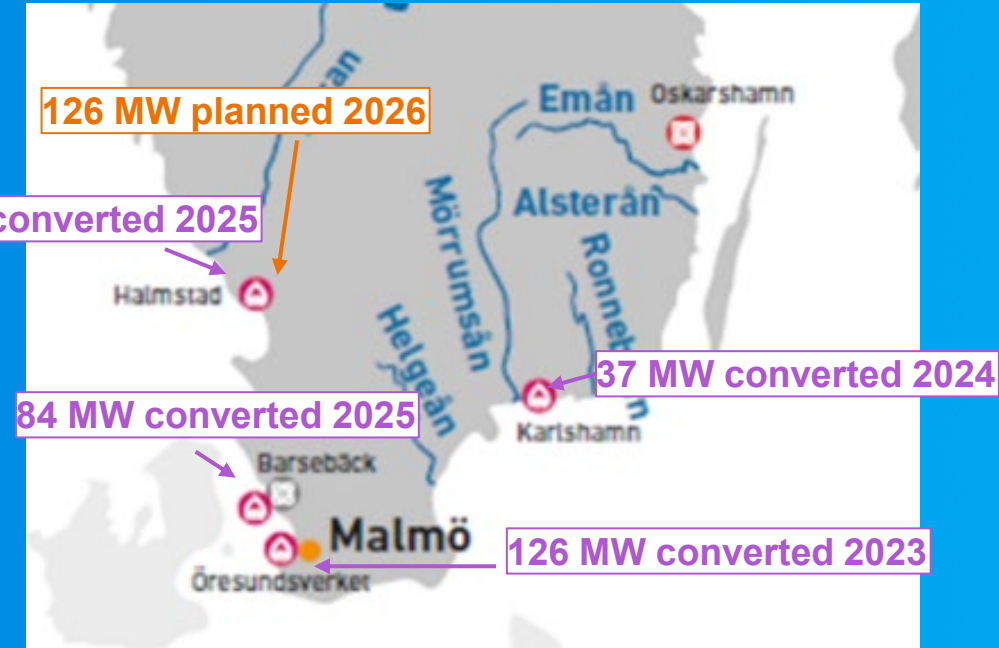 Emån
Oskarshamn
126 MW planned 2026
Alsterån
Mörrumsån
converted 2025
Halmstad
Helgeån
37 MW converted 2024
84 MW converted 2025
Karlshamn
Barsebäck
Malmö
126 MW converted 2023
Öresundsverket